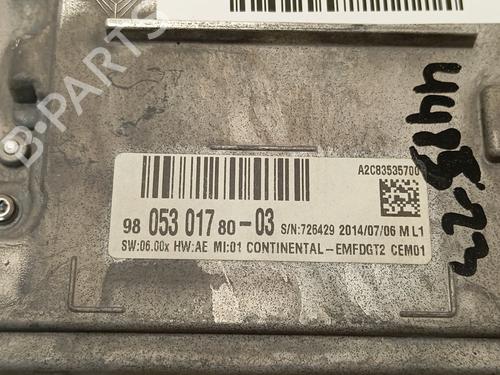 A2C83535700
98 053 017 80-03 S/N:726429 2014/07/06 M L1
SW:06.00x HW:AE MI:01 CONTINENTAL-EMFDGT2 CEM01